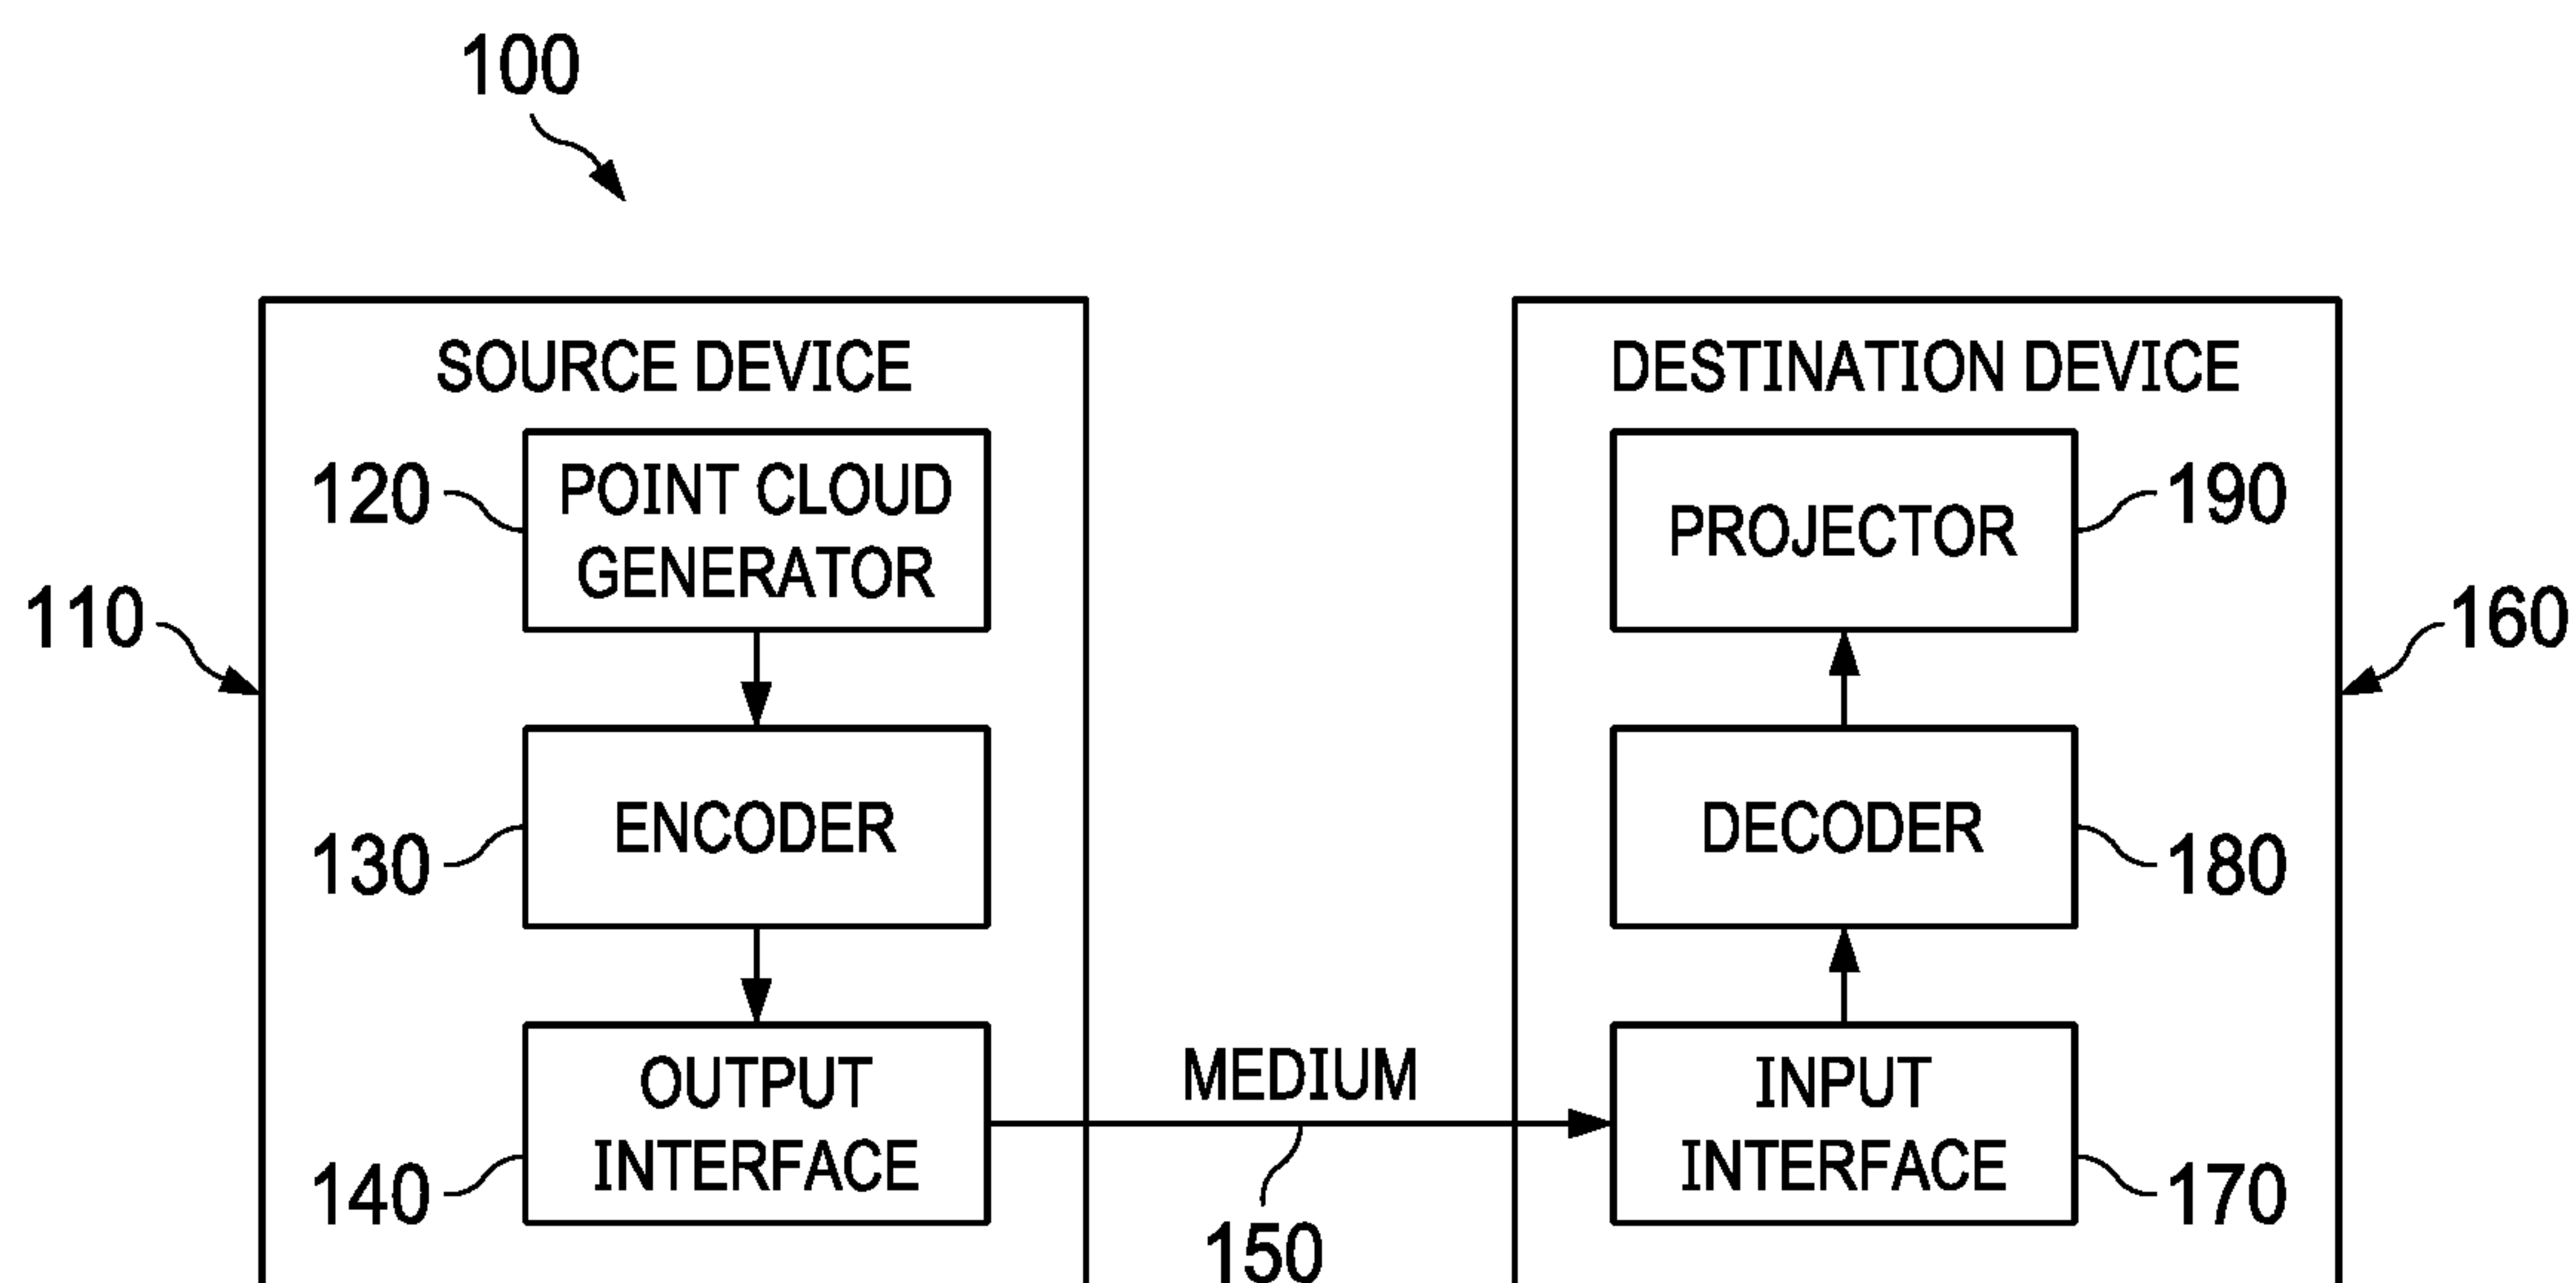 100
SOURCE DEVICE
120
POINT CLOUD
GENERATOR
110
130
ENCODER
140
OUTPUT
INTERFACE
MEDIUM
150
DESTINATION DEVICE
PROJECTOR
190
160
DECODER
180
INPUT
INTERFACE
170